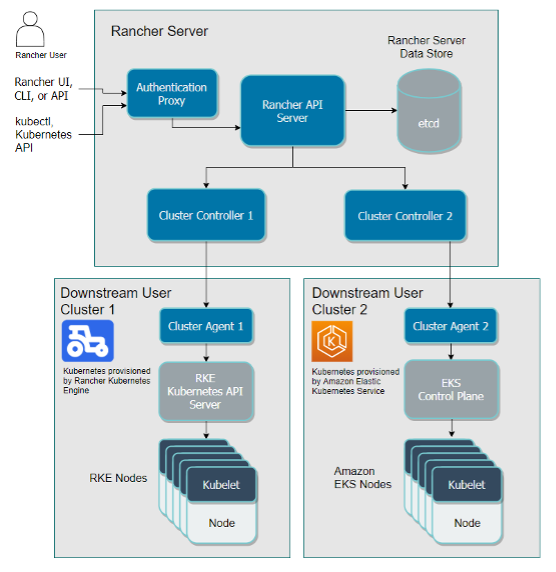 Rancher Server
Rancher User
Rancher Server
Data Store
Rancher UI,
CLI, or API
Authentication
Proxy
Rancher API
Server
etcd
kubectl,
Kubernetes
API
Cluster Controller 1
Cluster Controller 2
Downstream User
Cluster 1
Cluster Agent 1
Kubernetes provisioned
by Rancher Kubernetes
Engine
RKE
Kubernetes API
Server
RKE Nodes
Kubelet
Node
Downstream User
Cluster 2
K
Cluster Agent 2
Kubernetes provisioned
by Amazon Elastic
Kubernetes Service
EKS
Control Plane
Amazon
EKS Nodes
Kubelet
Node